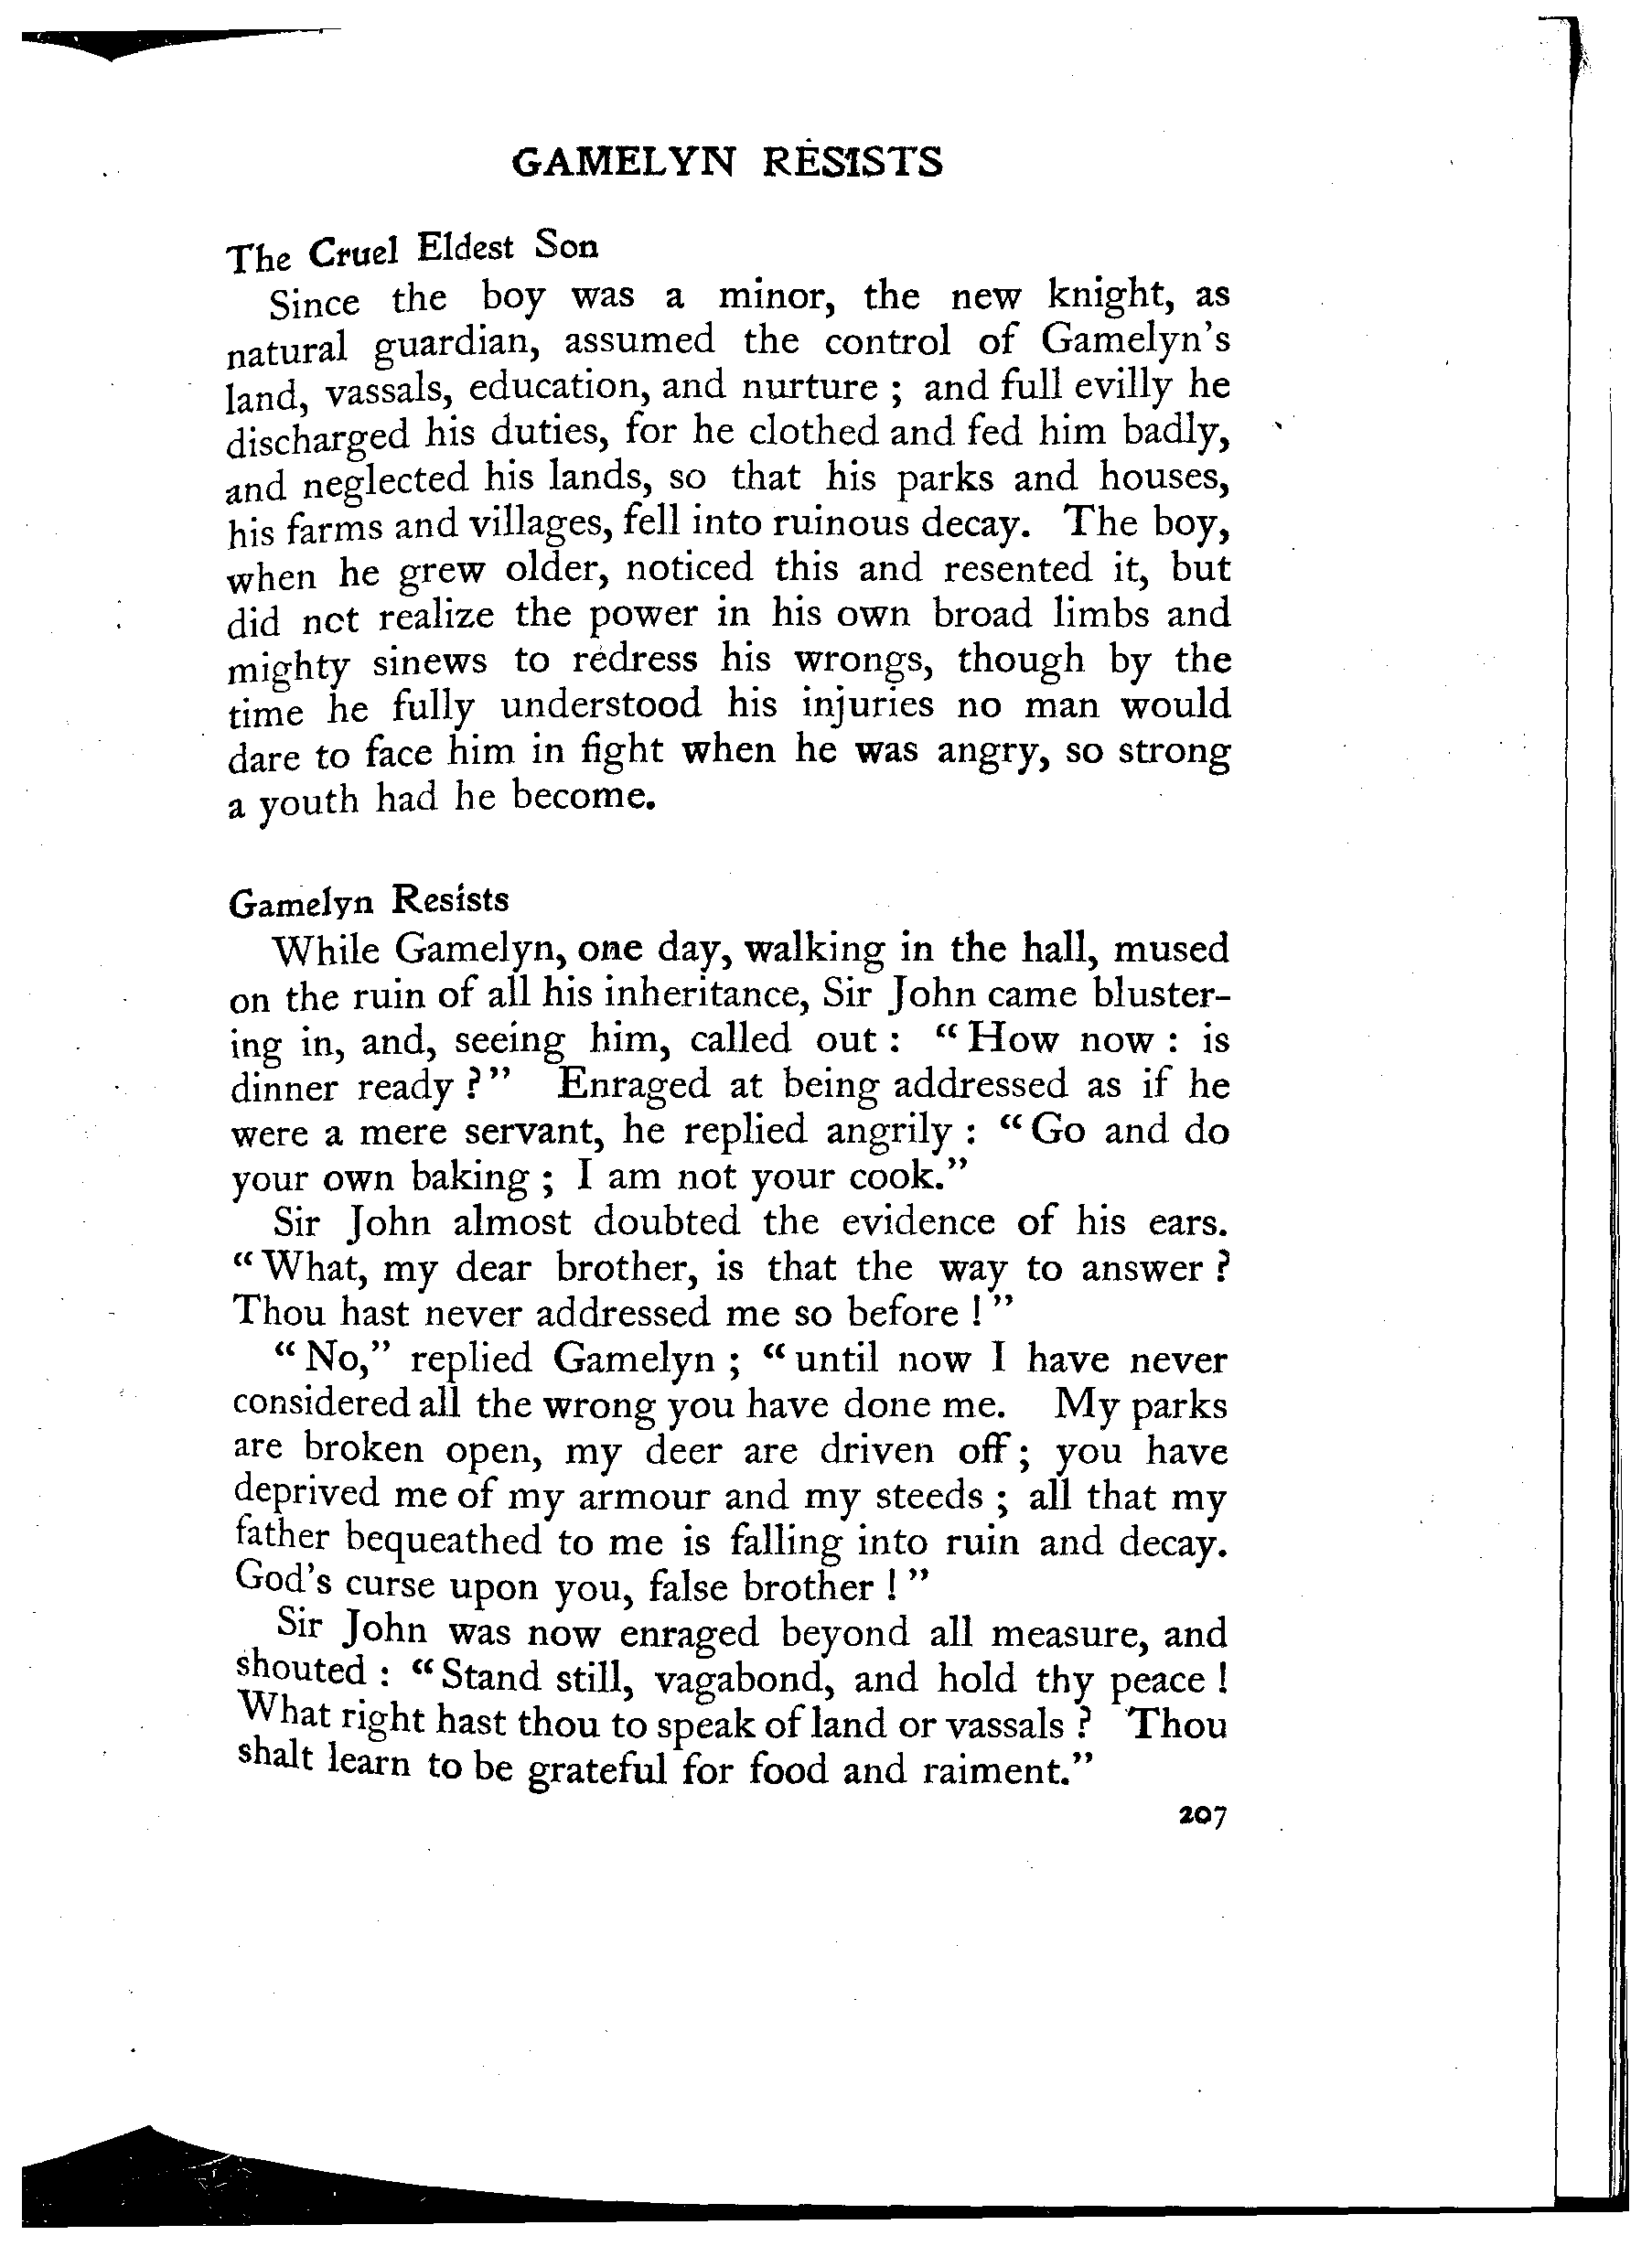 GAMELYN RESISTS
The Cruel Eldest Son
Since the boy was a minor, the new knight, as
natural guardian, assumed the control of Gamelyn's
land, vassals, education, and nurture ; and full evilly he
discharged his duties, for he clothed and fed him badly,
and neglected his lands, so that his parks and houses,
his farms and villages, fell into ruinous decay. The boy,
when he grew older, noticed this and resented it, but
did not realize the power in his own broad limbs and
mighty sinews to redress his wrongs, though by the
time he fully understood his injuries no man would
dare to face him in fight when he was angry, so strong
a youth had he become.
Gamelyn Resists
While Gamelyn, one day, walking in the hall, mused
on the ruin of all his inheritance, Sir John came bluster-
ing in, and, seeing him, called out : “ How now : is
dinner ready ? ” Enraged at being addressed as if he
were a mere servant, he replied angrily : “ Go and do
your own baking ; I am not your cook.”
Sir John almost doubted the evidence of his ears.
“ What, my dear brother, is that the way to answer ?
Thou hast never addressed me so before ! ”
“ No,” replied Gamelyn ; “ until now I have never
considered all the wrong you have done me. My parks
are broken open, my deer are driven off ; you have
deprived me of my armour and my steeds ; all that my
father bequeathed to me is falling into ruin and decay.
God's curse upon you, false brother ! ”
Sir John was now enraged beyond all measure, and
shouted : “ Stand still, vagabond, and hold thy peace !
What right hast thou to speak of land or vassals ? Thou
shalt learn to be grateful for food and raiment.”
207